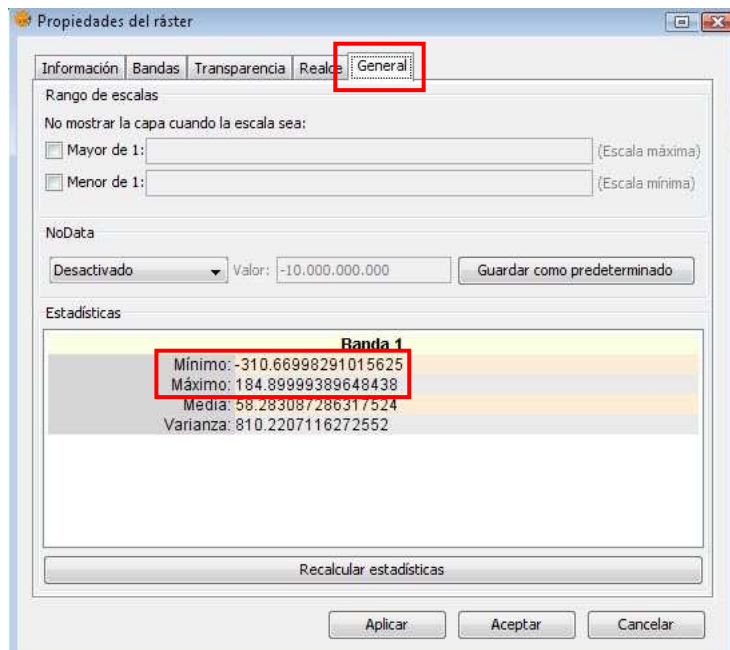 Propiedades del ráster
Información Bandas Transparencia Realce General
Rango de escalas
No mostrar la capa cuando la escala sea:
Mayor de 1: (Escala máxima)
Menor de 1: (Escala mínima)
NoData
Desactivado Valor: -10.000.000.000 Guardar como predeterminado
Estadísticas
Banda 1
Mínimo: -310.66998291015625
Máximo: 184.89999389648438
Media: 58.283087286317524
Varianza: 810.2207116272552
Recalcular estadísticas
Aplicar Aceptar Cancelar